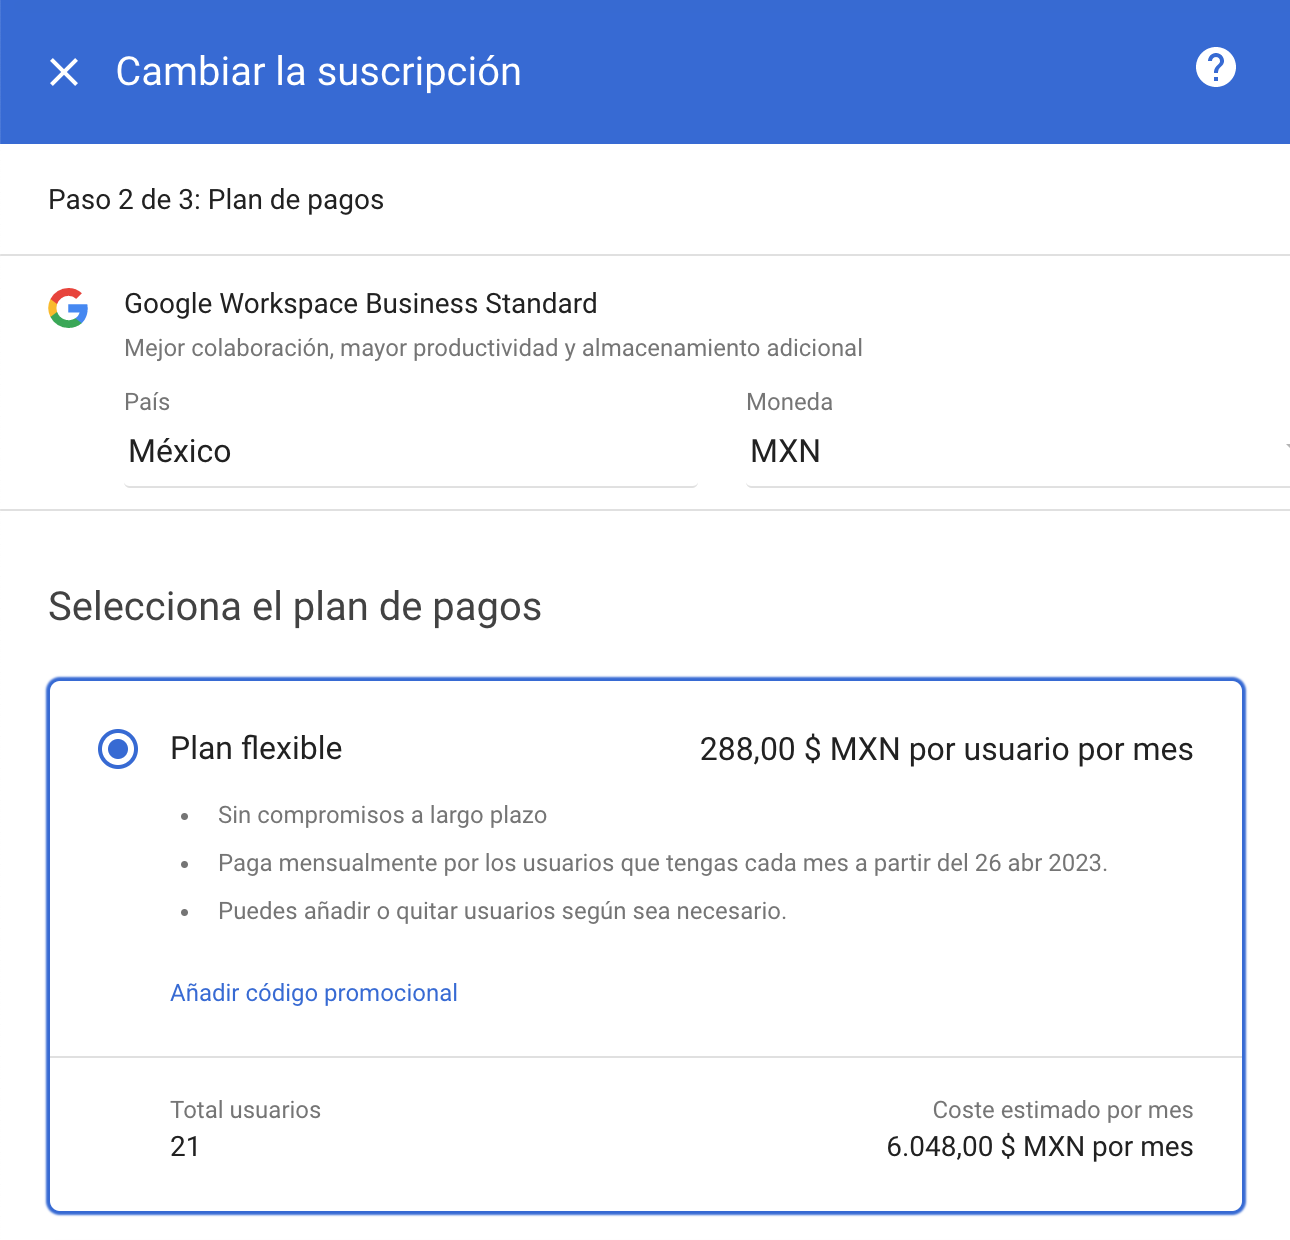 Cambiar la suscripción
?
Paso 2 de 3: Plan de pagos
Google Workspace Business Standard
Mejor colaboración, mayor productividad y almacenamiento adicional
País
Moneda
México
MXN
Selecciona el plan de pagos
Plan flexible
288,00 $ MXN por usuario por mes
• Sin compromisos a largo plazo
• Paga mensualmente por los usuarios que tengas cada mes a partir del 26 abr 2023.
• Puedes añadir o quitar usuarios según sea necesario.
Añadir código promocional
Total usuarios
Coste estimado por mes
21
6.048,00 $ MXN por mes